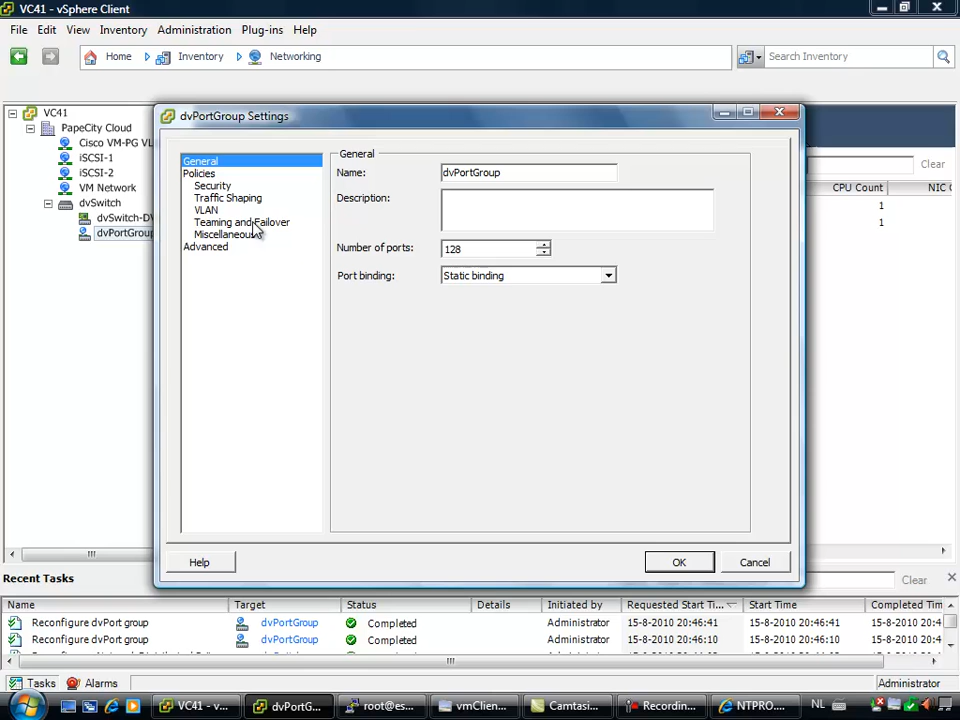 VC41 - vSphere Client
File Edit View Inventory Administration Plug-ins Help
Home Inventory Networking Search Inventory
VC41
PapeCity Cloud
Cisco VM-PG VL
iSCSI-1
iSCSI-2
VM Network
dvSwitch
dvSwitch-DV
dvPortGroup
Clear
CPU Count NIC
1
1
dvPortGroup Settings
General
Policies
Security
Traffic Shaping
VLAN
Teaming and Failover
Miscellaneous
Advanced
General
Name: dvPortGroup
Description:
Number of ports: 128
Port binding: Static binding
Help OK Cancel
Recent Tasks Clear
Name Target Status Details Initiated by Requested Start Ti... Start Time Completed Tim
Reconfigure dvPort group dvPortGroup Completed Administrator 15-8-2010 20:46:41 15-8-2010 20:46:41 15-8-2010 20:4
Reconfigure dvPort group dvPortGroup Completed Administrator 15-8-2010 20:46:10 15-8-2010 20:46:10 15-8-2010 20:4
Tasks Alarms Administrator
VC41 - v... dvPortG... root@es... vmClien... Camtasi... Recordin... NTPRO.... NL